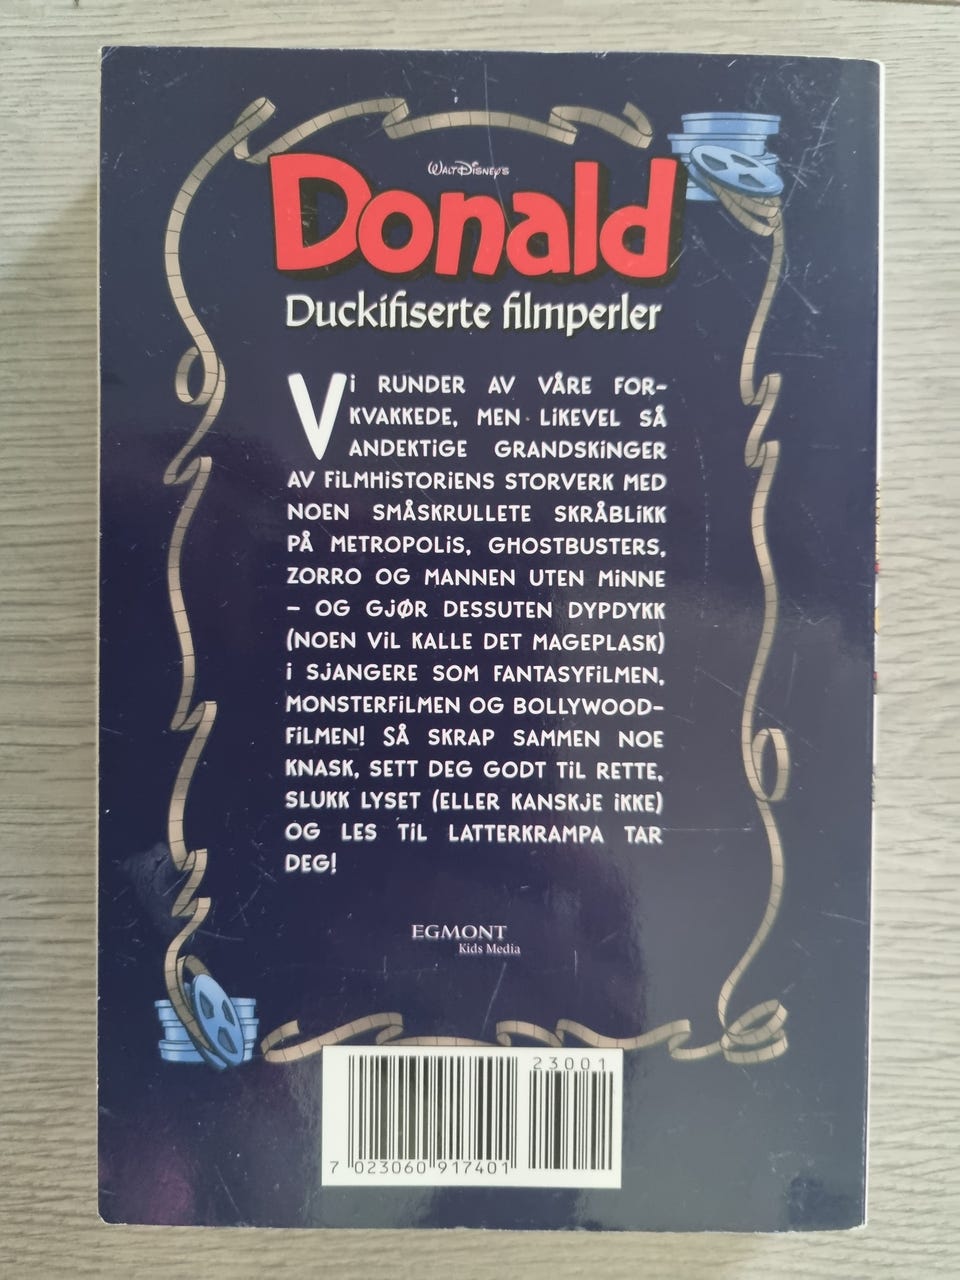 WALT DISNEY'S
Donald
Duckifiserte filmperler
Vi RUNDER AV VÅRE FOR-
KVAKKEDE, MEN LIKEVEL SÅ
ANDEKTIGE GRANDSKINGER
AV FILMHISTORIENS STORVERK MED
NOEN SMÅSKRULLETE SKRÅBLIKK
PÅ METROPOLIS, GHOSTBUSTERS,
ZORRO OG MANNEN UTEN MINNE
– OG GJØR DESSUTEN DYPDYKK
(NOEN VIL KALLE DET MAGEPLASK)
I SJANGERE SOM FANTASYFILMEN,
MONSTERFILMEN OG BOLLYWOOD-
FILMEN! SÅ SKRAP SAMMEN NOE
KNASK, SETT DEG GODT TIL RETTE,
SLUKK LYSET (ELLER KANSKJE IKKE)
OG LES TIL LATTERKRAMPA TAR
DEG!
EGMONT
Kids Media
23001
7 023060 917401